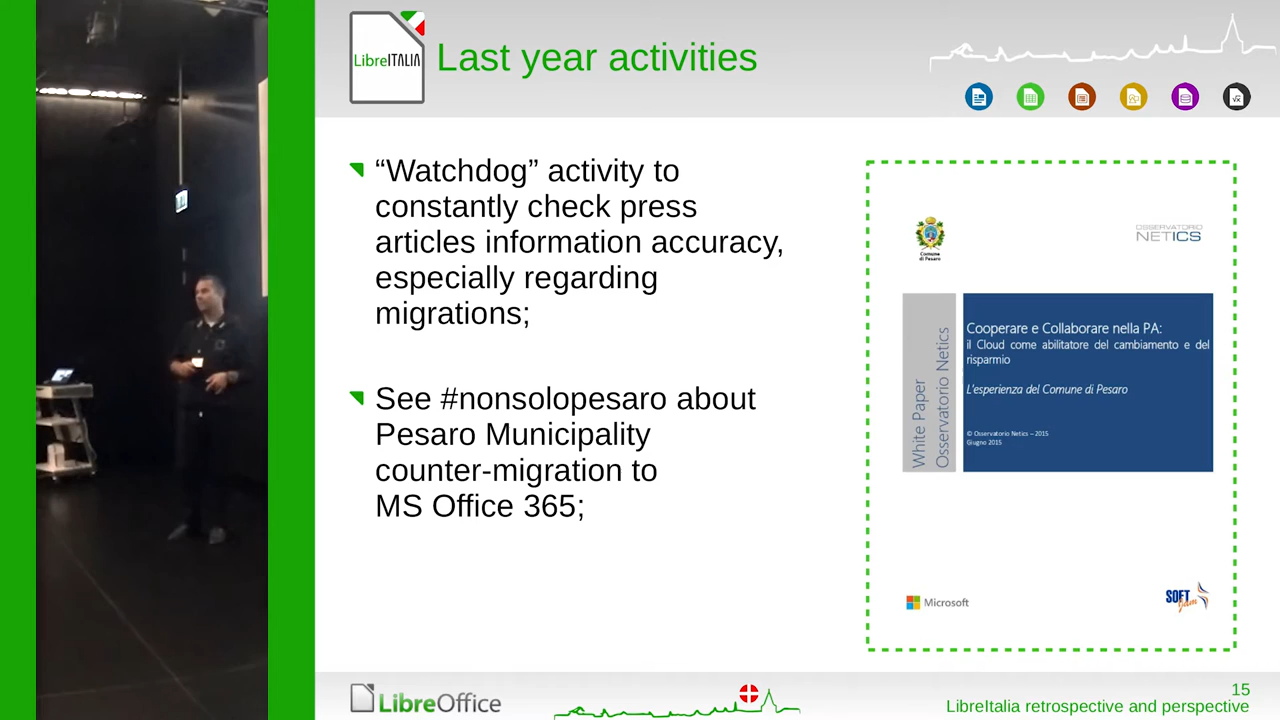 LibreITALIA
Last year activities
“Watchdog” activity to
constantly check press
articles information accuracy,
especially regarding
migrations;
See #nonsolopesaro about
Pesaro Municipality
counter-migration to
MS Office 365;
Comune
di Pesaro
OSSERVATORIO
NETICS
White Paper
Osservatorio Netics
Cooperare e Collaborare nella PA:
il Cloud come abilitatore del cambiamento e del
risparmio
L'esperienza del Comune di Pesaro
© Osservatorio Netics – 2015
Giugno 2015
Microsoft
SOFT
jam
LibreOffice
15
LibreItalia retrospective and perspective